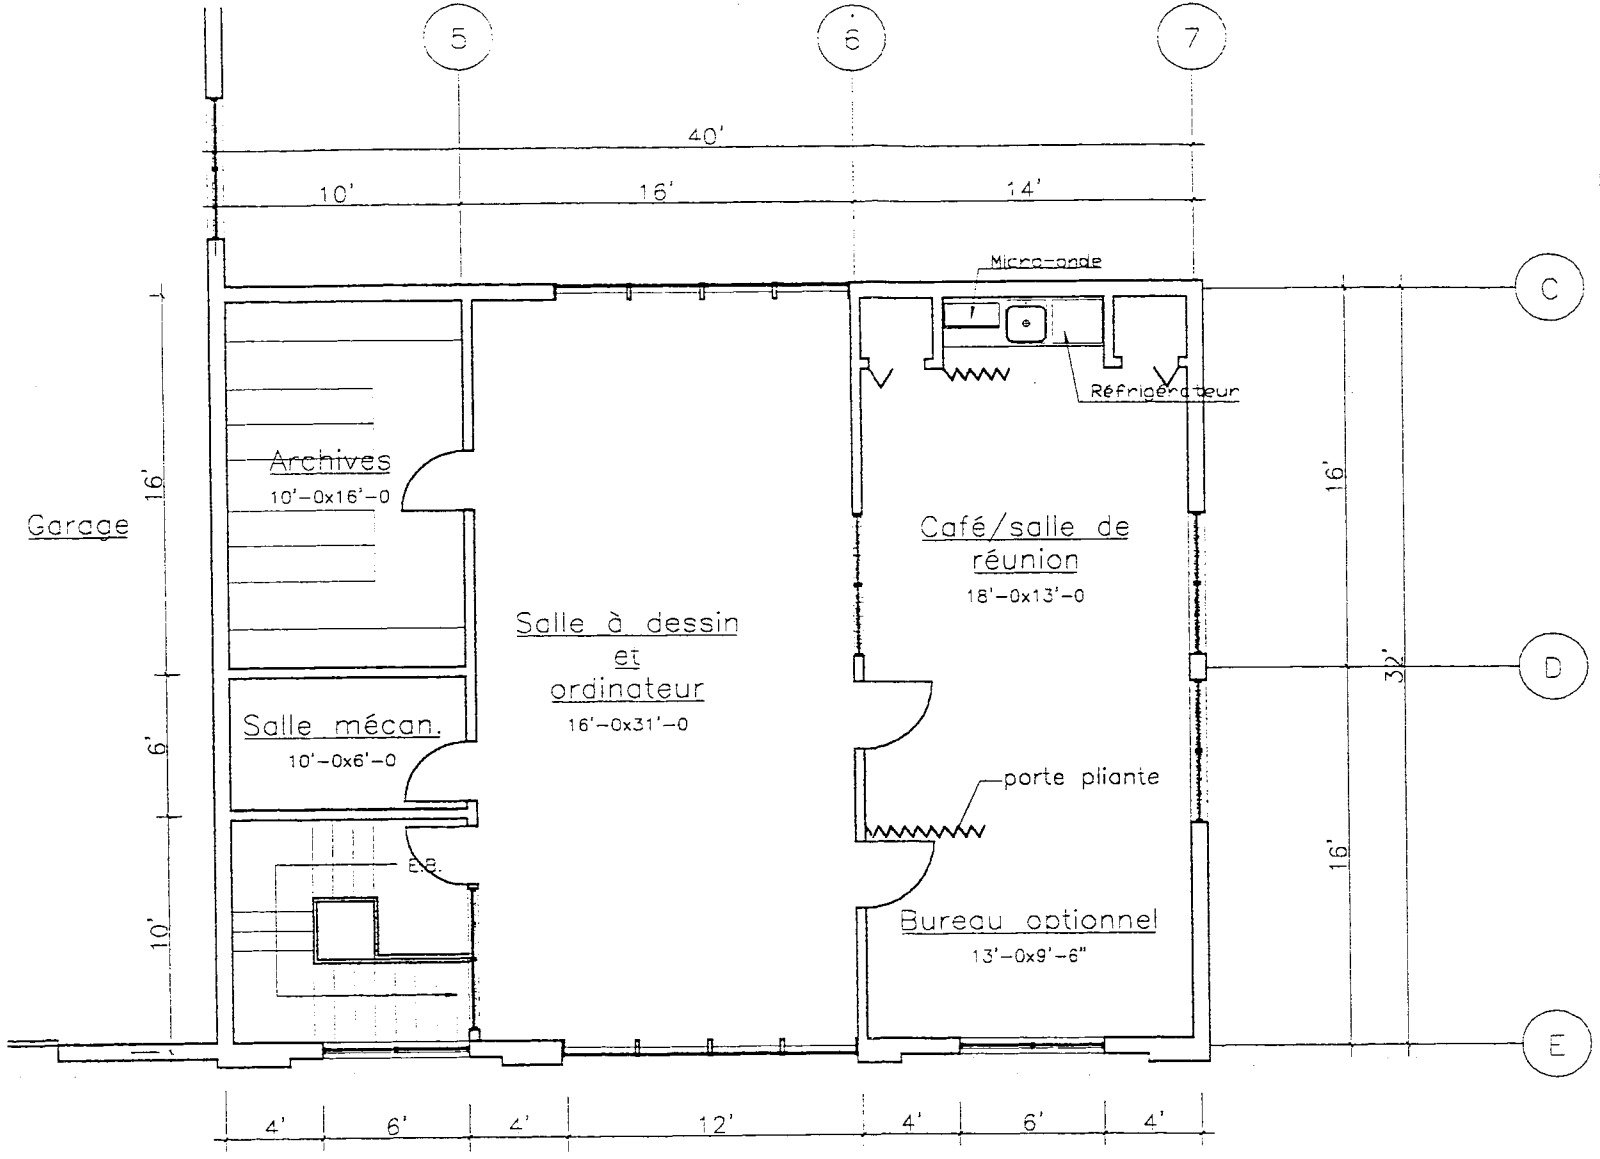 5
6
7
40'
10'
16'
14'
Micro-onde
C
Réfrigérateur
Archives
10'-0x16'-0
16'
16'
Garage
Café/salle de
réunion
18'-0x13'-0
Salle à dessin
et
ordinateur
16'-0x31'-0
32'
D
Salle mécan.
10'-0x6'-0
6'
porte pliante
E.B.
16'
10'
Bureau optionnel
13'-0x9'-6"
E
4'
6'
4'
12'
4'
6'
4'